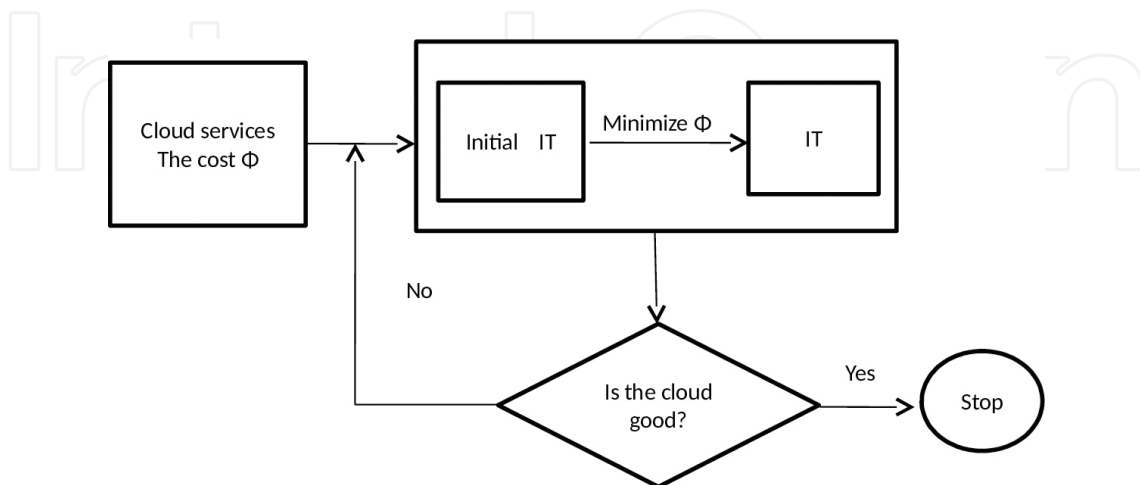 Cloud services
The cost Φ
Initial IT
Minimize Φ
IT
No
Is the cloud
good?
Yes
Stop